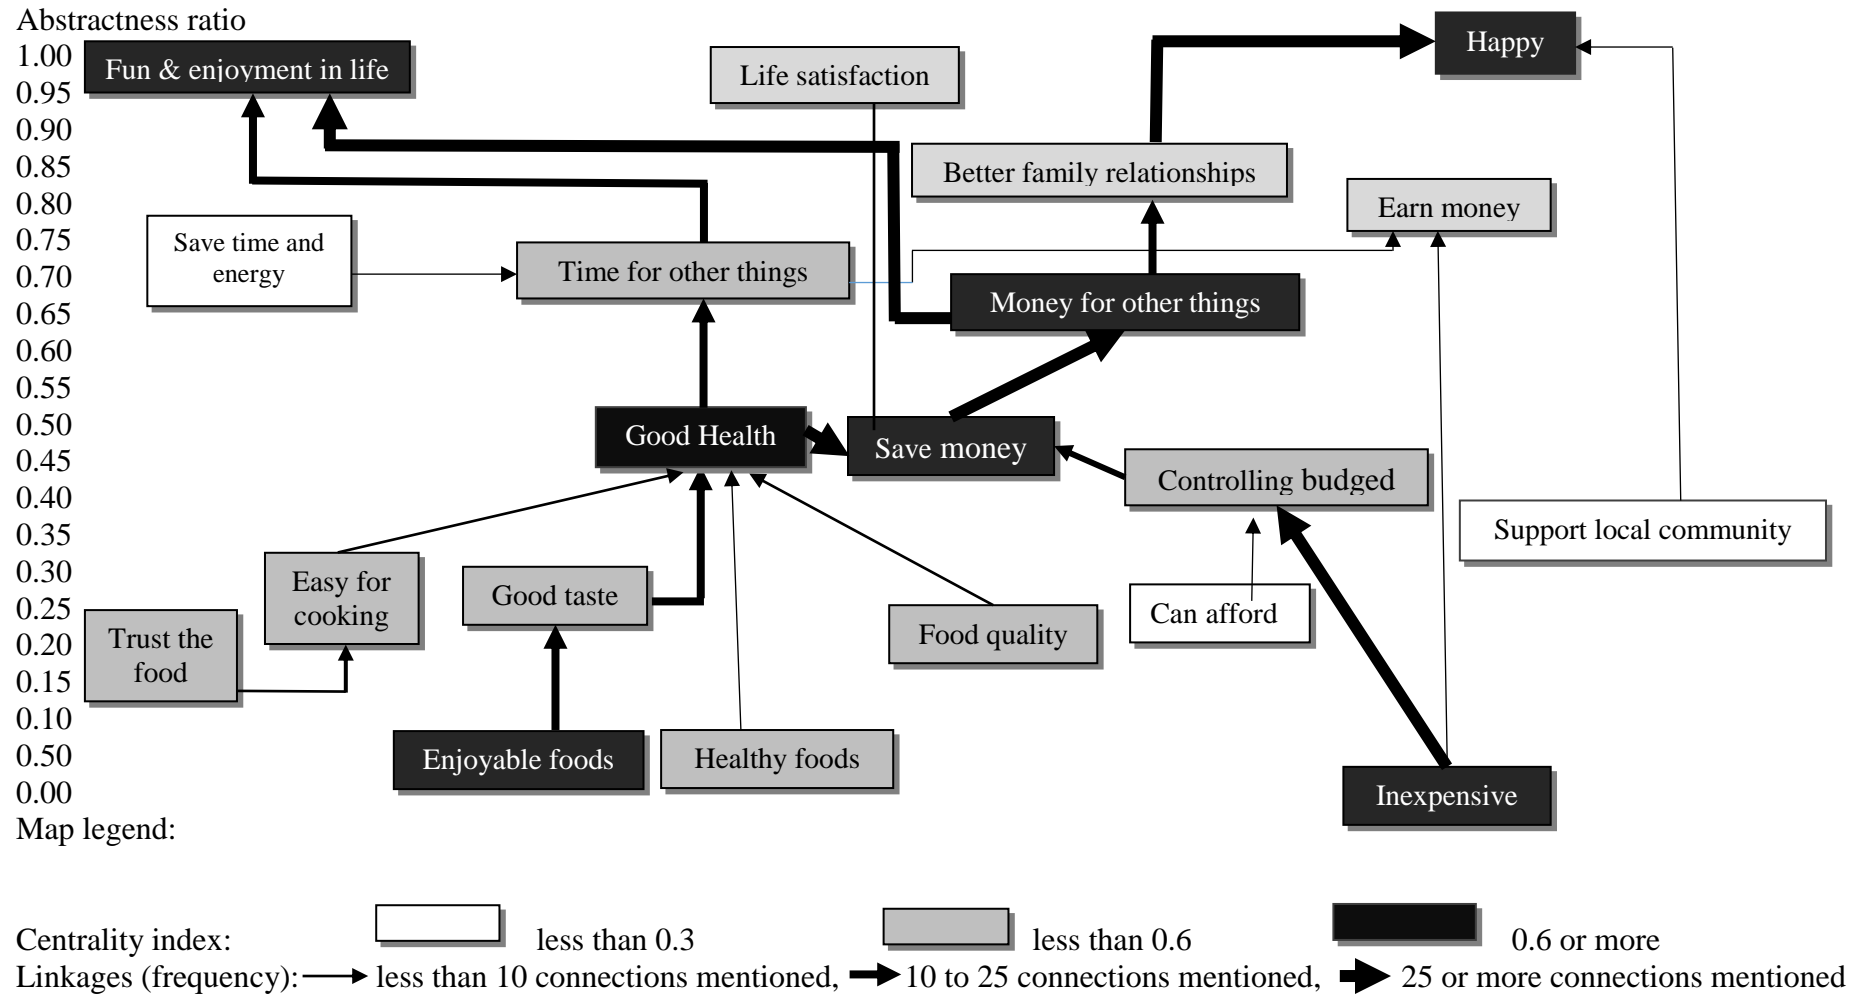 Abstractness ratio
1.00
0.95
0.90
0.85
0.80
0.75
0.70
0.65
0.60
0.55
0.50
0.45
0.40
0.35
0.30
0.25
0.20
0.15
0.10
0.50
0.00
Fun & enjoyment in life
Life satisfaction
Happy
Better family relationships
Earn money
Save time and
energy
Time for other things
Money for other things
Good Health
Save money
Controlling budged
Support local community
Easy for
cooking
Good taste
Can afford
Trust the
food
Food quality
Enjoyable foods
Healthy foods
Inexpensive
Map legend:
Centrality index: less than 0.3 less than 0.6 0.6 or more
Linkages (frequency): less than 10 connections mentioned, 10 to 25 connections mentioned, 25 or more connections mentioned